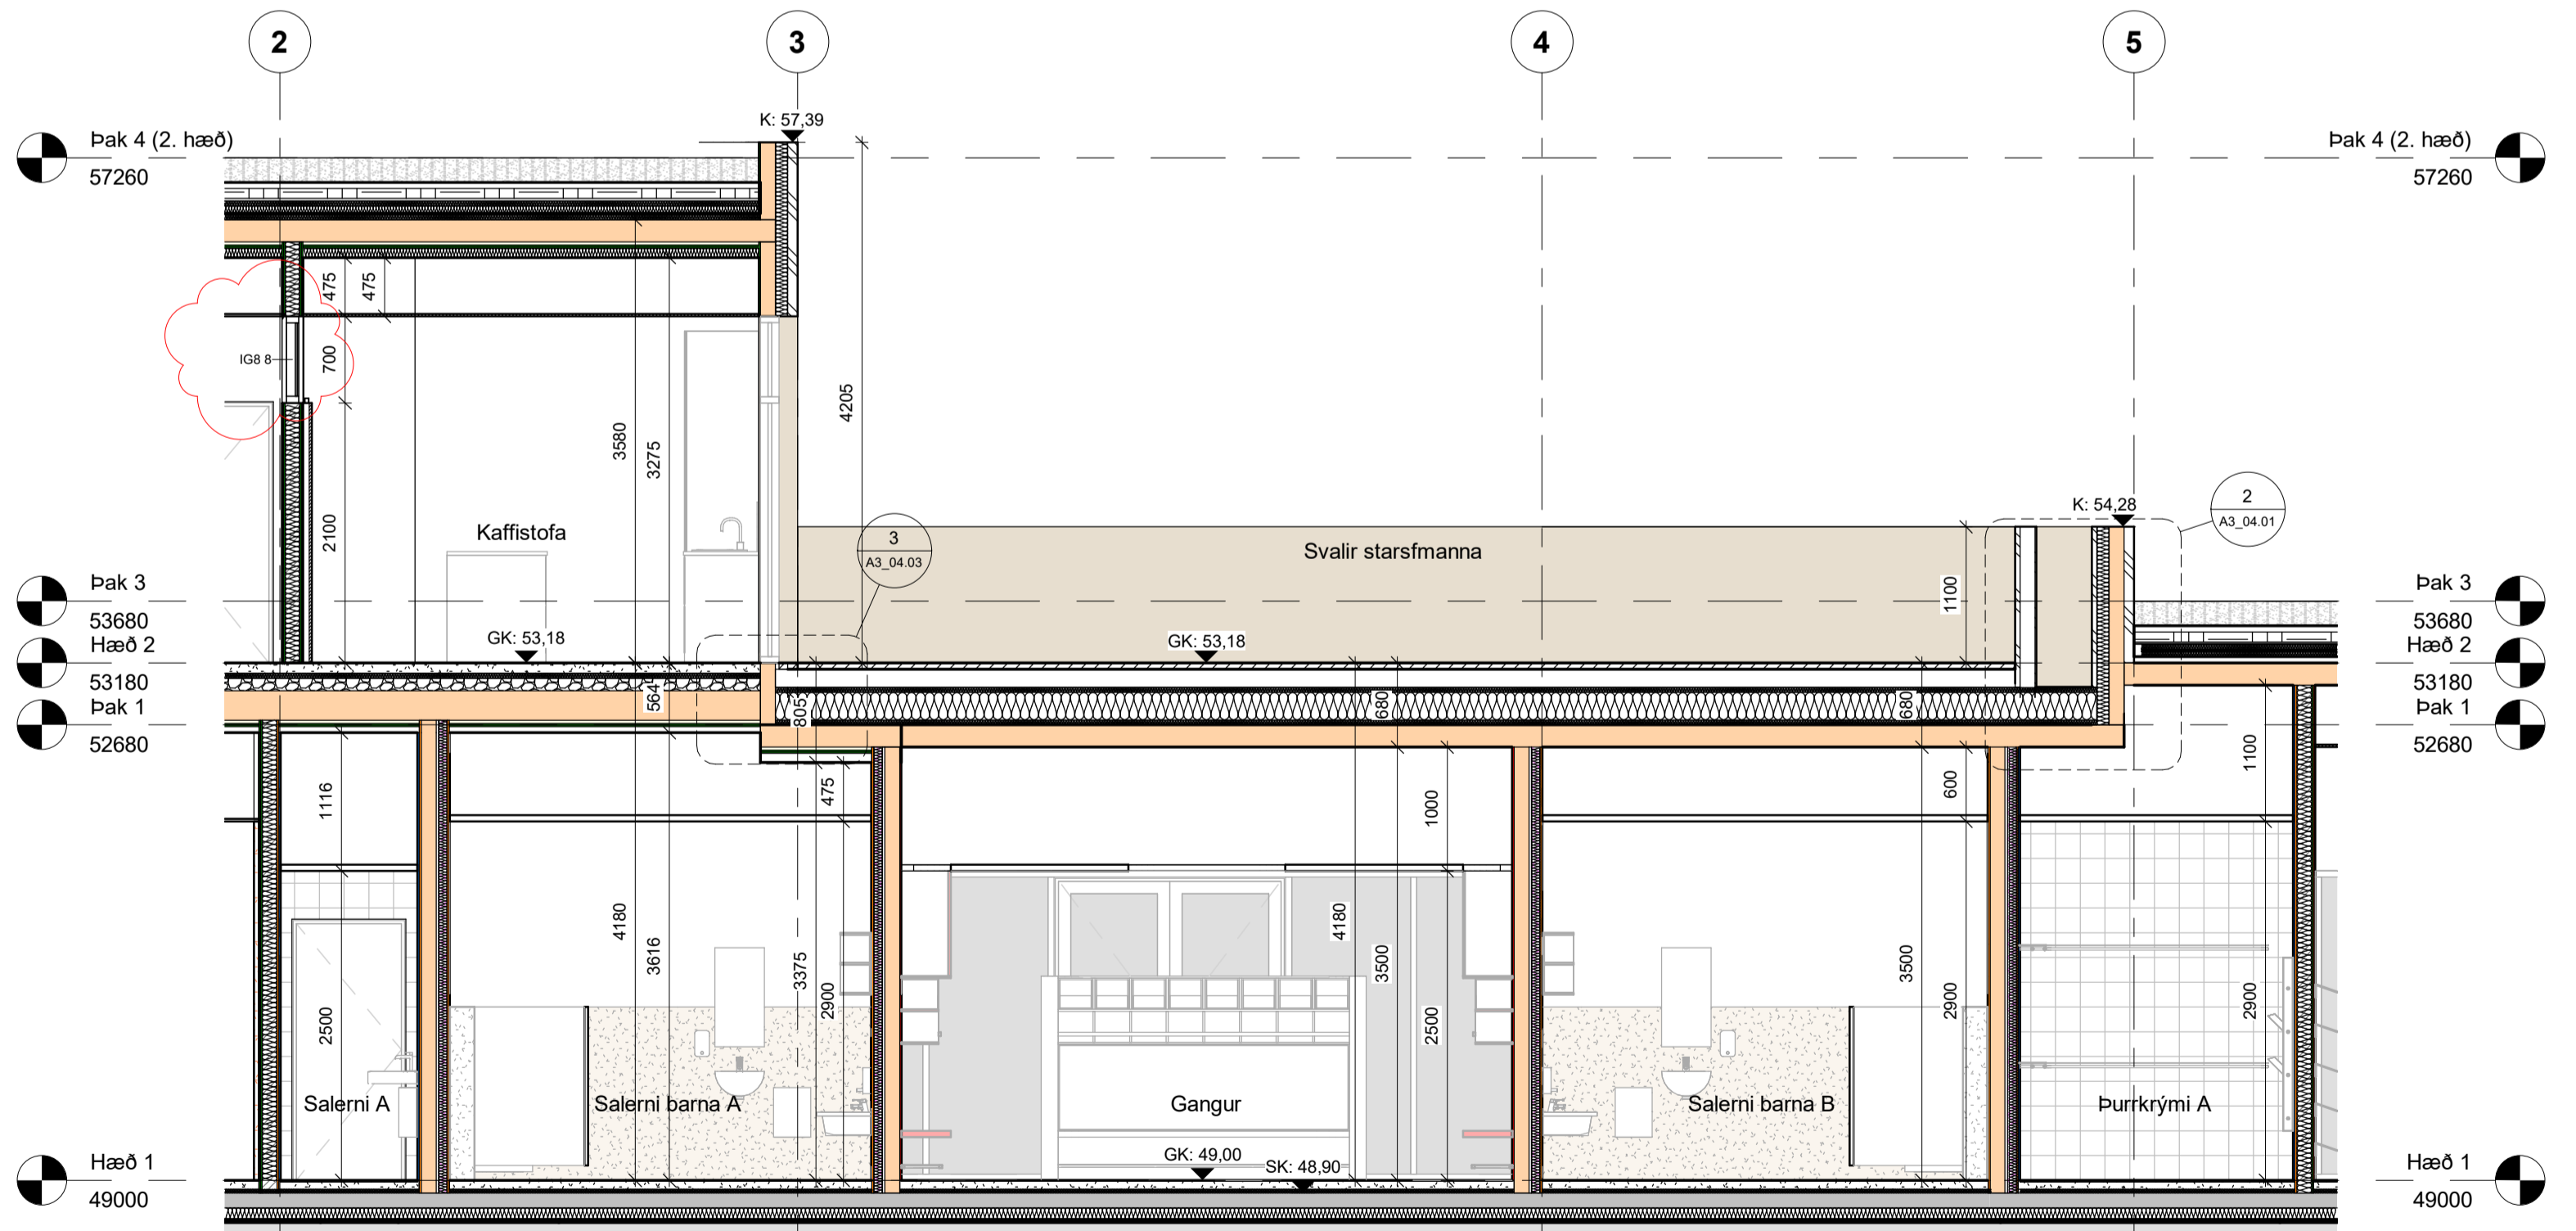 2
3
4
5
K: 57,39
Þak 4 (2. hæð)
57260
Þak 4 (2. hæð)
57260
475
475
IG8 8
700
4205
3580
3275
2100
Kaffistofa
K: 54,28
2
A3_04.01
3
A3_04.03
Svalir starsfmanna
1100
Þak 3
53680
Þak 3
53680
GK: 53,18
GK: 53,18
Hæð 2
53180
Hæð 2
53180
564
805
680
680
Þak 1
52680
Þak 1
52680
1116
475
1000
600
1100
4180
3616
3375
2900
4180
3500
2500
3500
2900
2900
2500
Salerni A
Salerni barna A
Gangur
Salerni barna B
Þurrkrými A
GK: 49,00
SK: 48,90
Hæð 1
49000
Hæð 1
49000